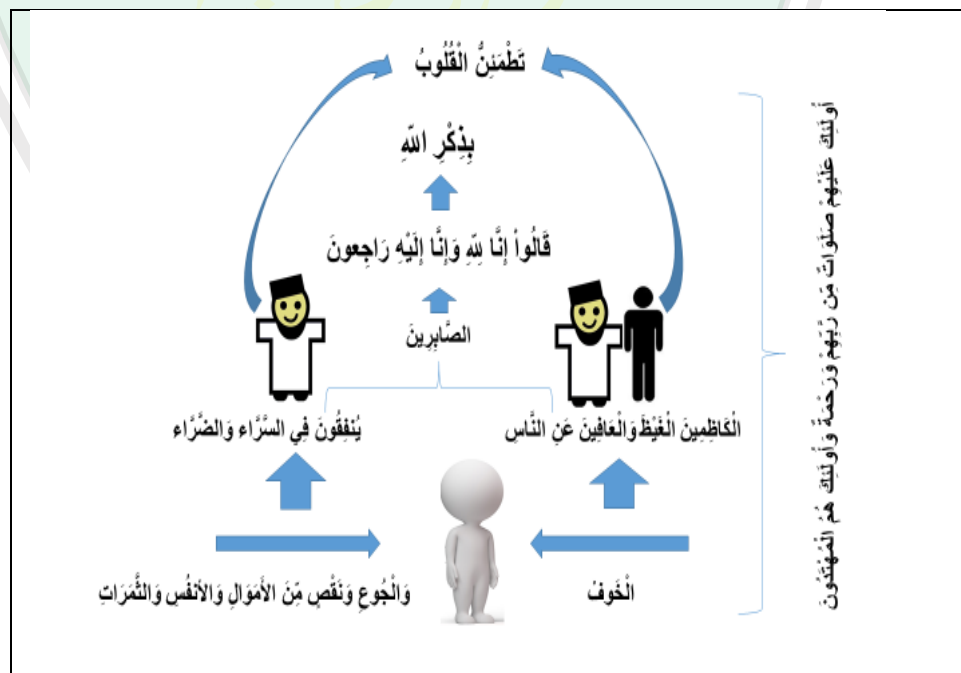 تَطْمَئِنُّ الْقُلُوبُ
بِذِكْرِ اللّهِ
قَالُواْ إِنَّا لِلّهِ وَإِنَّا إِلَيْهِ رَاجِعونَ
الصَّابِرِينَ
الْكَاظِمِينَ الْغَيْظَ وَالْعَافِينَ عَنِ النَّاسِ
يُنفِقُونَ فِي السَّرَّاء وَالضَّرَّاء
الْخَوفْ
وَالْجُوعِ وَنَقْصٍ مِّنَ الأَمَوَالِ وَالأنفُسِ وَالثَّمَرَاتِ
أُولَئِكَ عَلَيْهِمْ صَلَوَاتٌ مِّن رَّبِّهِمْ وَرَحْمَةٌ وَأُولَئِكَ هُمُ الْمُهْتَدُونَ